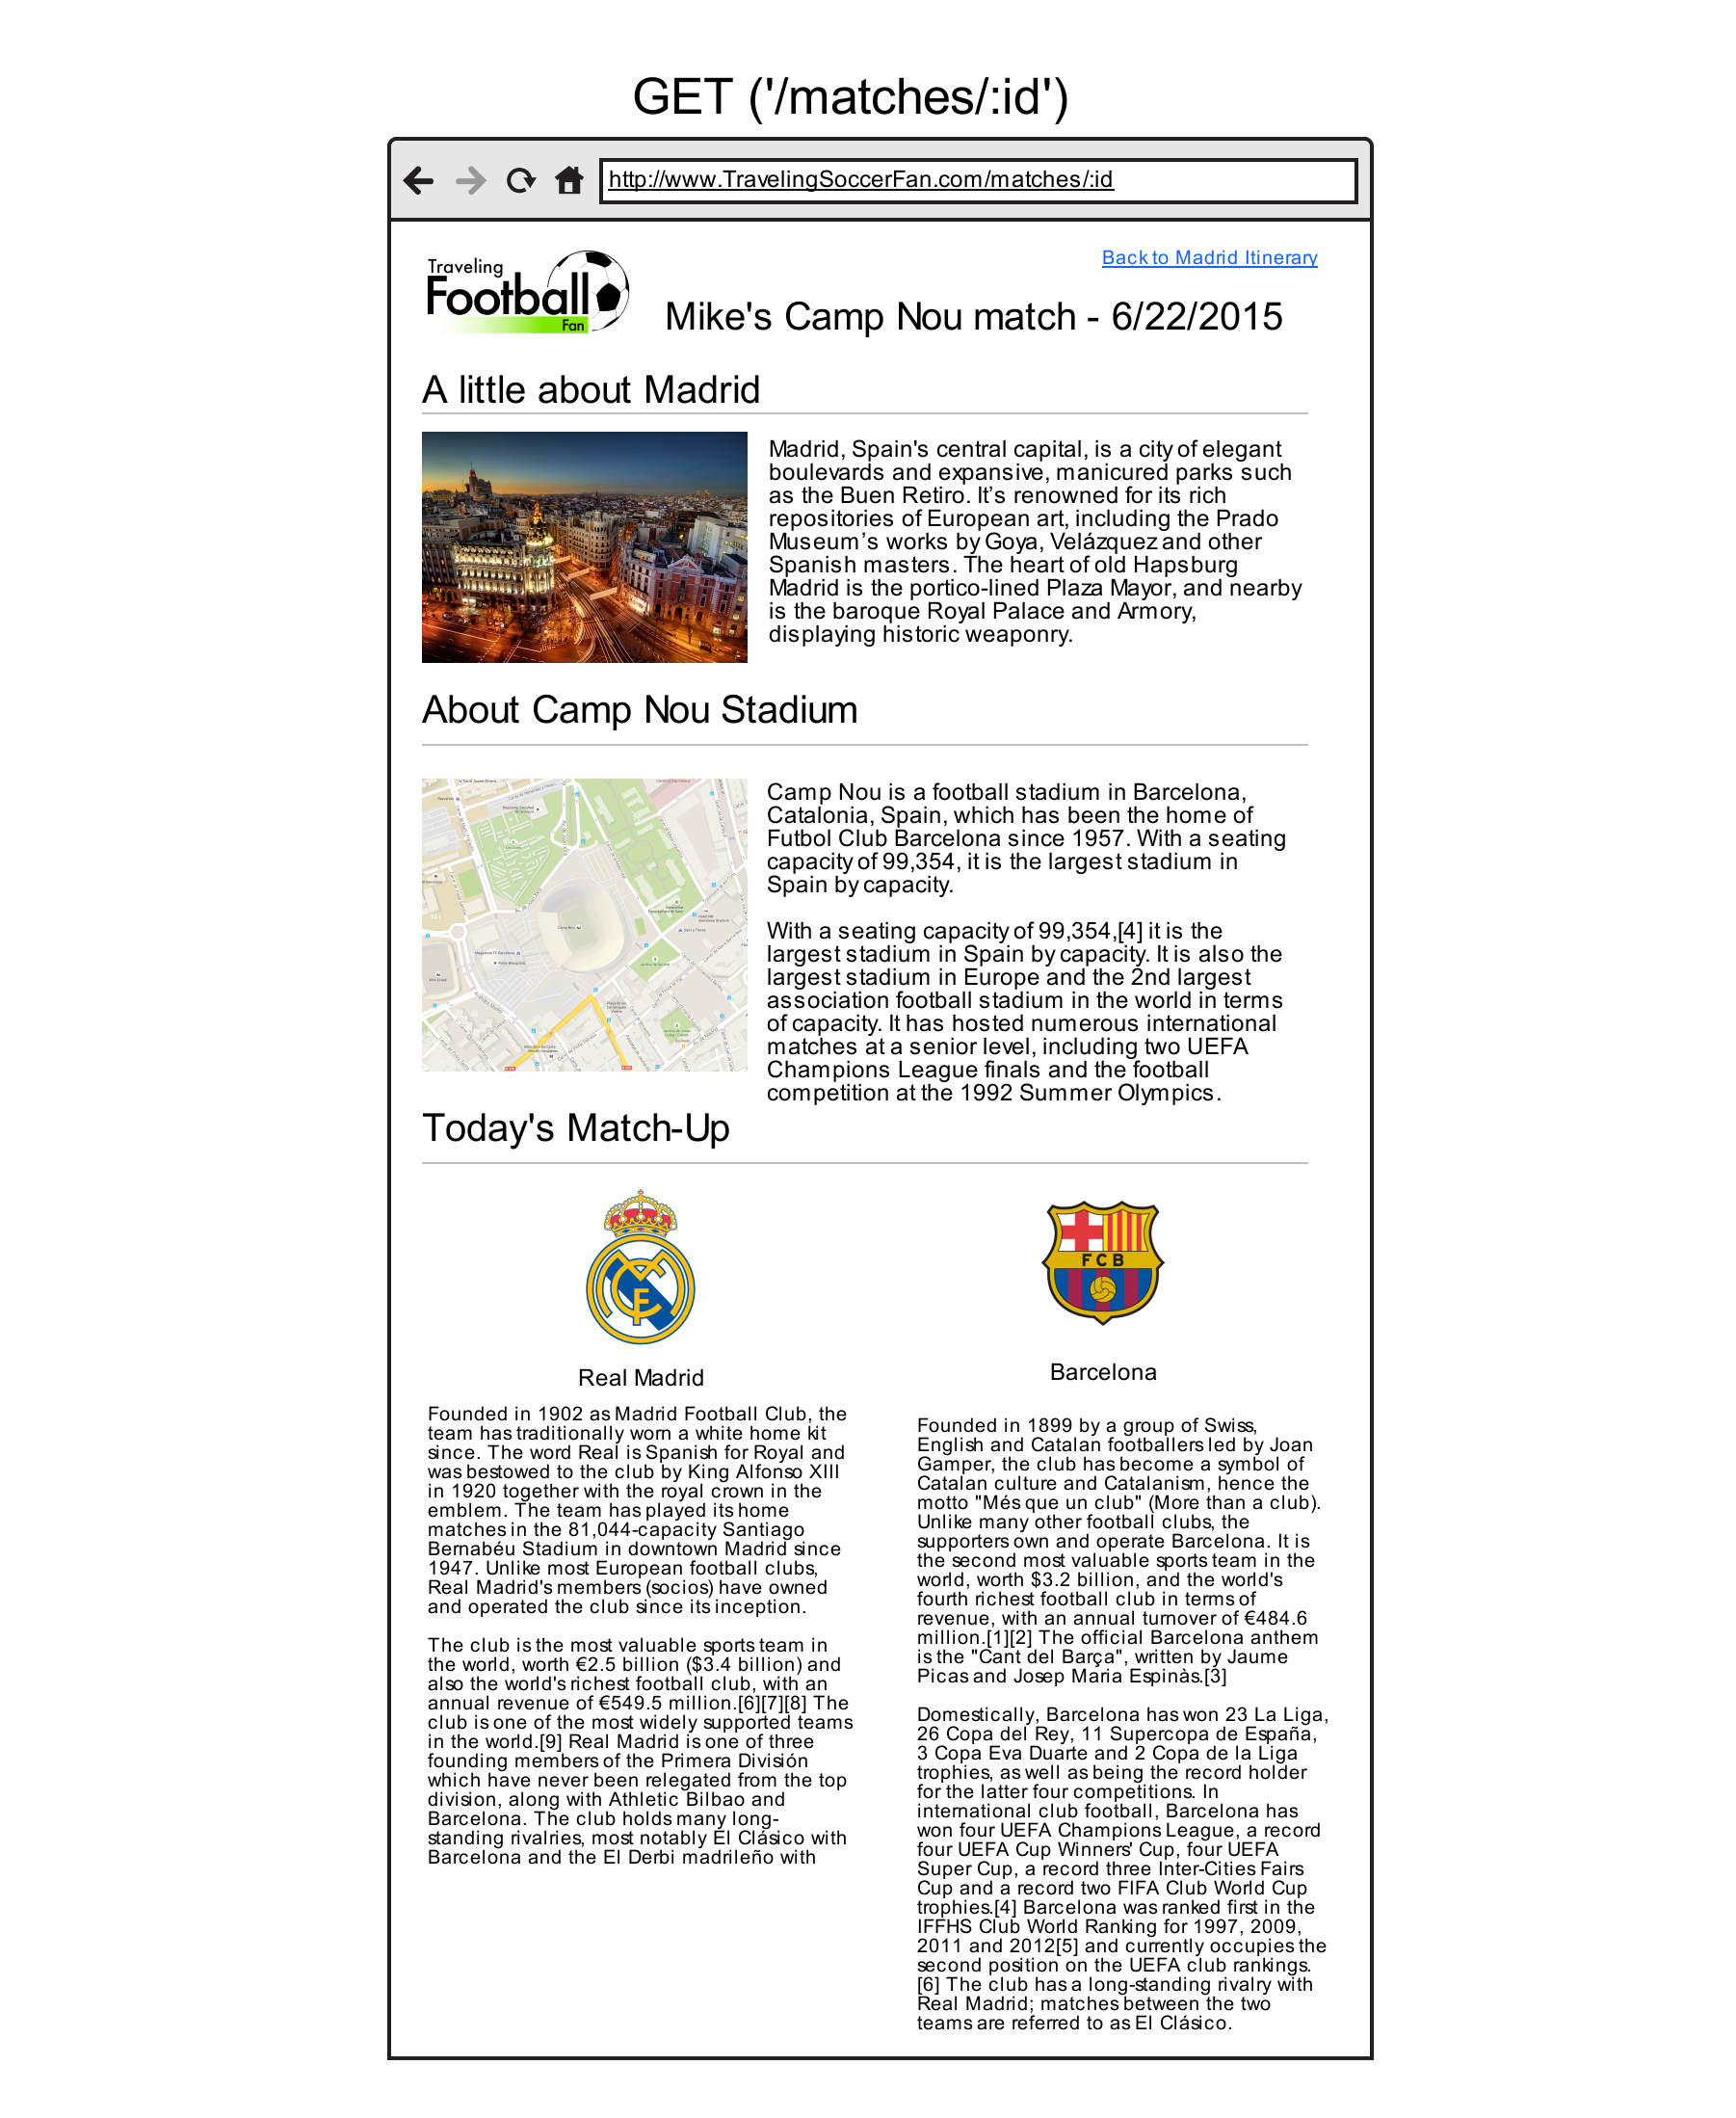 GET ('/matches/:id')
http://www.TravelingSoccerFan.com/matches/:id
Traveling
Football
Fan
Back to Madrid Itinerary
Mike's Camp Nou match - 6/22/2015
A little about Madrid
Madrid, Spain's central capital, is a city of elegant
boulevards and expansive, manicured parks such
as the Buen Retiro. It’s renowned for its rich
repositories of European art, including the Prado
Museum’s works by Goya, Velázquez and other
Spanish masters. The heart of old Hapsburg
Madrid is the portico-lined Plaza Mayor, and nearby
is the baroque Royal Palace and Armory,
displaying historic weaponry.
About Camp Nou Stadium
Camp Nou is a football stadium in Barcelona,
Catalonia, Spain, which has been the home of
Futbol Club Barcelona since 1957. With a seating
capacity of 99,354, it is the largest stadium in
Spain by capacity.
With a seating capacity of 99,354,[4] it is the
largest stadium in Spain by capacity. It is also the
largest stadium in Europe and the 2nd largest
association football stadium in the world in terms
of capacity. It has hosted numerous international
matches at a senior level, including two UEFA
Champions League finals and the football
competition at the 1992 Summer Olympics.
Today's Match-Up
Real Madrid
Founded in 1902 as Madrid Football Club, the
team has traditionally worn a white home kit
since. The word Real is Spanish for Royal and
was bestowed to the club by King Alfonso XIII
in 1920 together with the royal crown in the
emblem. The team has played its home
matches in the 81,044-capacity Santiago
Bernabéu Stadium in downtown Madrid since
1947. Unlike most European football clubs,
Real Madrid's members (socios) have owned
and operated the club since its inception.
The club is the most valuable sports team in
the world, worth €2.5 billion ($3.4 billion) and
also the world's richest football club, with an
annual revenue of €549.5 million.[6][7][8] The
club is one of the most widely supported teams
in the world.[9] Real Madrid is one of three
founding members of the Primera División
which have never been relegated from the top
division, along with Athletic Bilbao and
Barcelona. The club holds many long-
standing rivalries, most notably El Clásico with
Barcelona and the El Derbi madrileño with
FCB
Barcelona
Founded in 1899 by a group of Swiss,
English and Catalan footballers led by Joan
Gamper, the club has become a symbol of
Catalan culture and Catalanism, hence the
motto "Més que un club" (More than a club).
Unlike many other football clubs, the
supporters own and operate Barcelona. It is
the second most valuable sports team in the
world, worth $3.2 billion, and the world's
fourth richest football club in terms of
revenue, with an annual turnover of €484.6
million.[1][2] The official Barcelona anthem
is the "Cant del Barça", written by Jaume
Picas and Josep Maria Espinàs.[3]
Domestically, Barcelona has won 23 La Liga,
26 Copa del Rey, 11 Supercopa de España,
3 Copa Eva Duarte and 2 Copa de la Liga
trophies, as well as being the record holder
for the latter four competitions. In
international club football, Barcelona has
won four UEFA Champions League, a record
four UEFA Cup Winners' Cup, four UEFA
Super Cup, a record three Inter-Cities Fairs
Cup and a record two FIFA Club World Cup
trophies.[4] Barcelona was ranked first in the
IFFHS Club World Ranking for 1997, 2009,
2011 and 2012[5] and currently occupies the
second position on the UEFA club rankings.
[6] The club has a long-standing rivalry with
Real Madrid; matches between the two
teams are referred to as El Clásico.